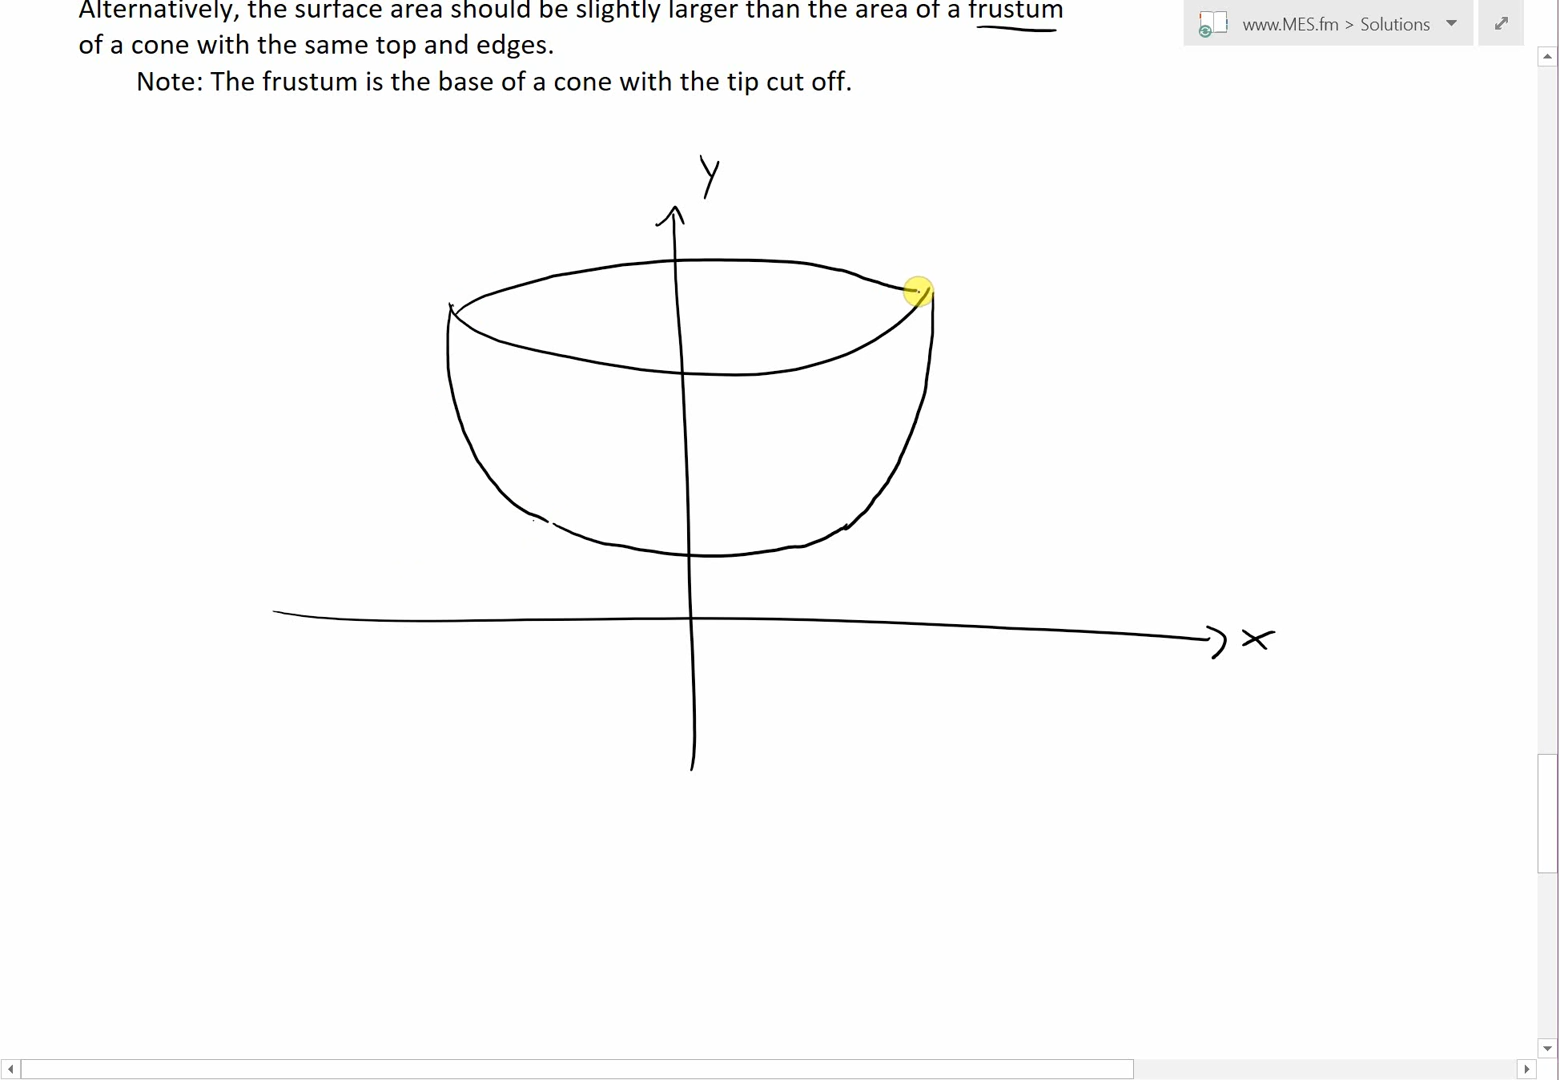 Alternatively, the surface area should be slightly larger than the area of a frustum
www.MES.fm > Solutions
of a cone with the same top and edges.
Note: The frustum is the base of a cone with the tip cut off.
y
x